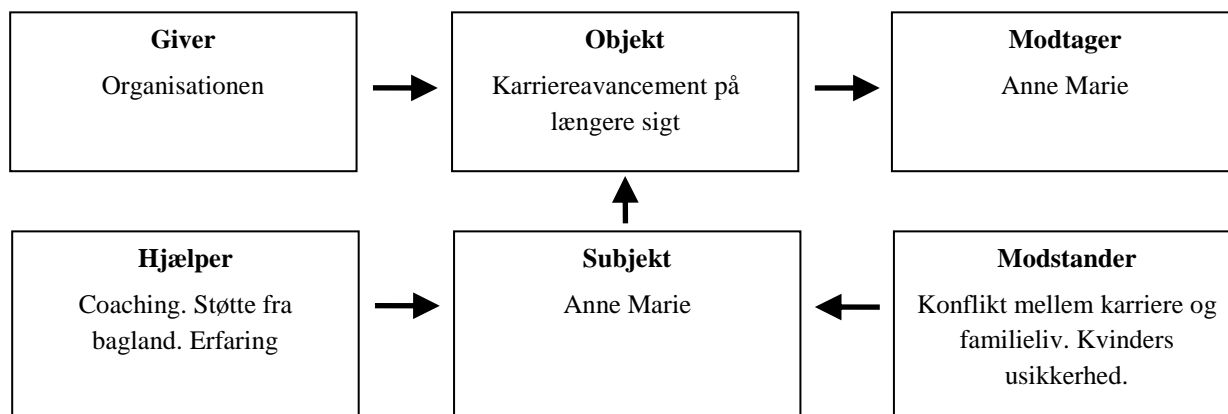 Giver
Organisationen
Objekt
Karriereavancement på
længere sigt
Modtager
Anne Marie
Hjælper
Coaching. Støtte fra
bagland. Erfaring
Subjekt
Anne Marie
Modstander
Konflikt mellem karriere og
familieliv. Kvinders
usikkerhed.